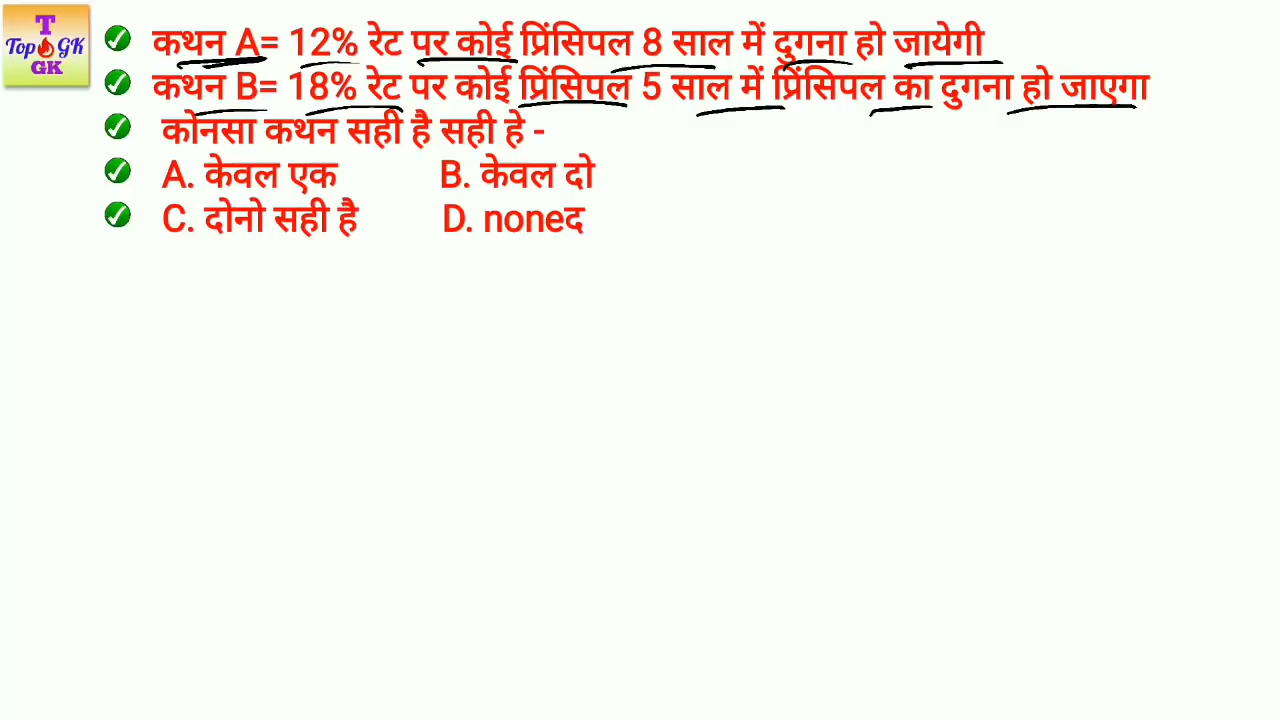 T
Top GK
GK
कथन A= 12% रेट पर कोई प्रिंसिपल 8 साल में दुगना हो जायेगी
कथन B= 18% रेट पर कोई प्रिंसिपल 5 साल में प्रिंसिपल का दुगना हो जाएगा
कोनसा कथन सही है सही हे -
A. केवल एक B. केवल दो
C. दोनो सही है D. noneद